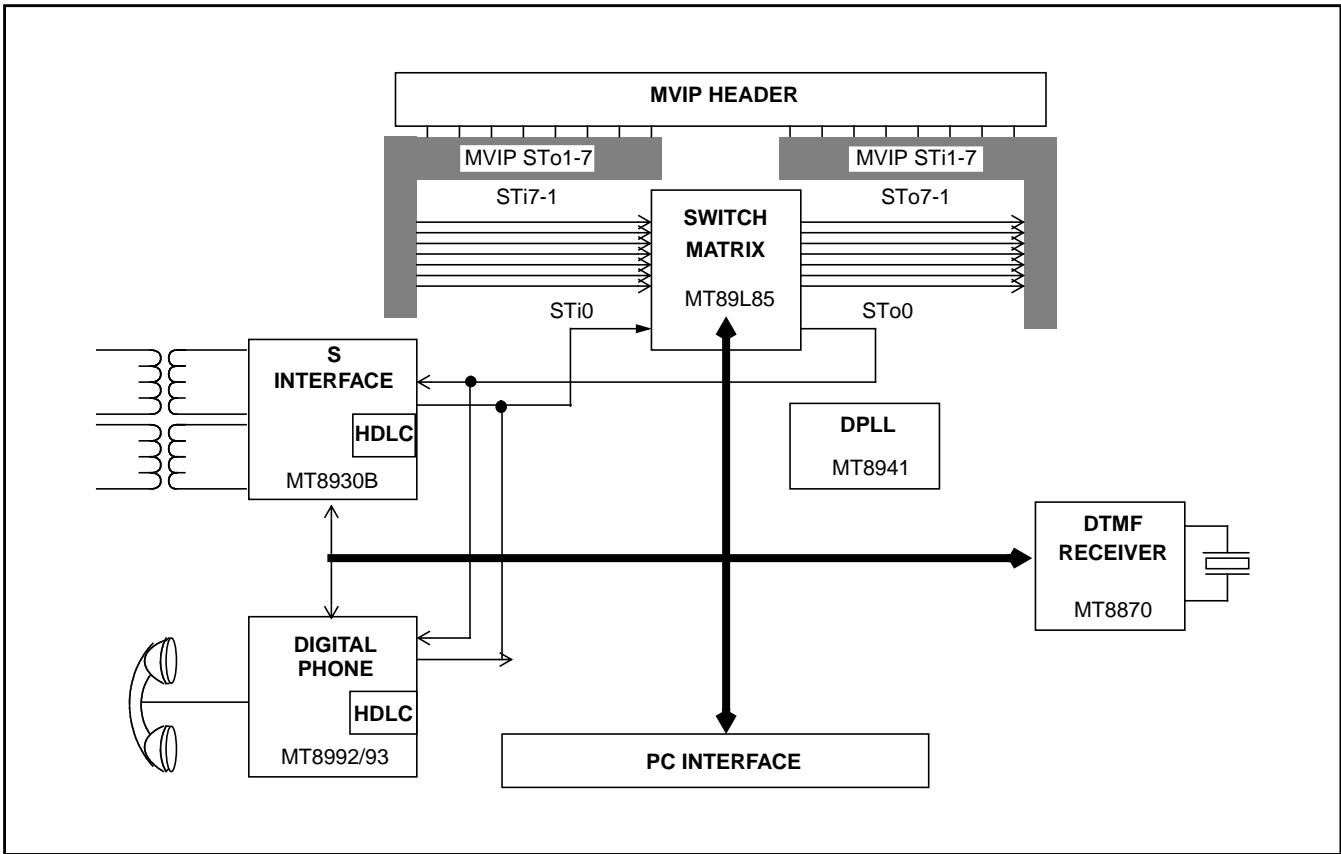 MVIP HEADER
MVIP STo1-7
MVIP STi1-7
STi7-1
STo7-1
SWITCH
MATRIX
MT89L85
STi0
STo0
S
INTERFACE
HDLC
MT8930B
DPLL
MT8941
DTMF
RECEIVER
MT8870
DIGITAL
PHONE
HDLC
MT8992/93
PC INTERFACE